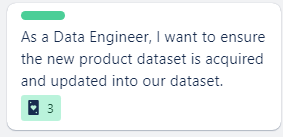 As a Data Engineer, I want to ensure
the new product dataset is acquired
and updated into our dataset.
3